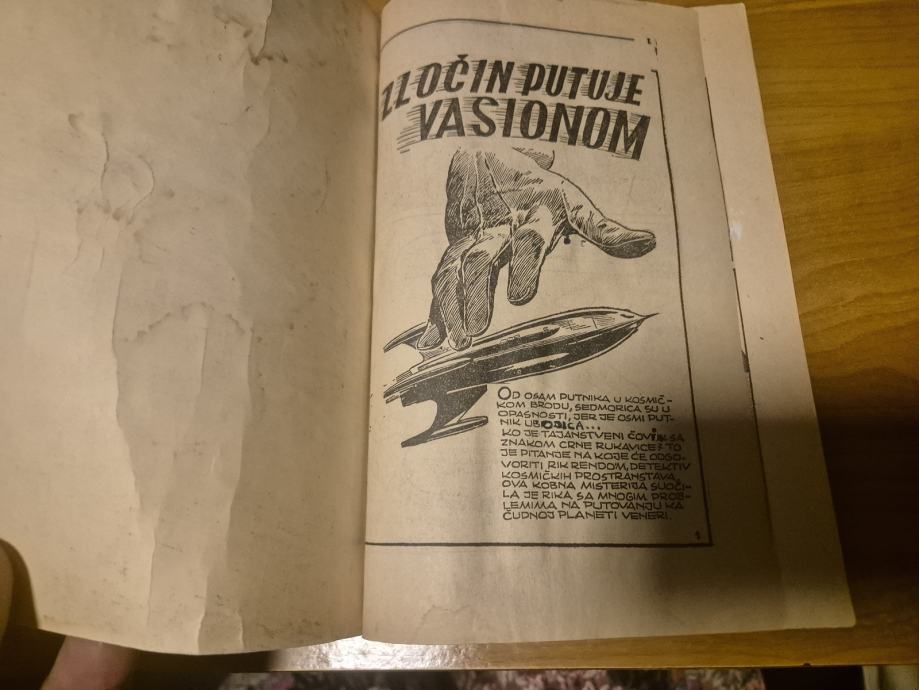 ZLOČIN PUTUJE
VASIONOM
OD OSAM PUTNIKA U KOSMIČ-
KOM BRODU, SEDMORICA SU U
OPASNOSTI, JER JE OSMI PUT-
NIK UBOJICA...
KO JE TAJANSTVENI ČOVIK SA
ZNAKOM CRNE RUKAVICE? TO
JE PITANJE NA KOJE ĆE ODGO-
VORITI RIK RENDOM, DETEKTIV
KOSMIČKIH PROSTRANSTAVA.
OVA KOBNA MISTERIJA SUOČI-
LA JE RIKA SA MNOGIM PROB-
LEMIMA NA PUTOVANJU KA
ČUDNOJ PLANETI VENERI.
1